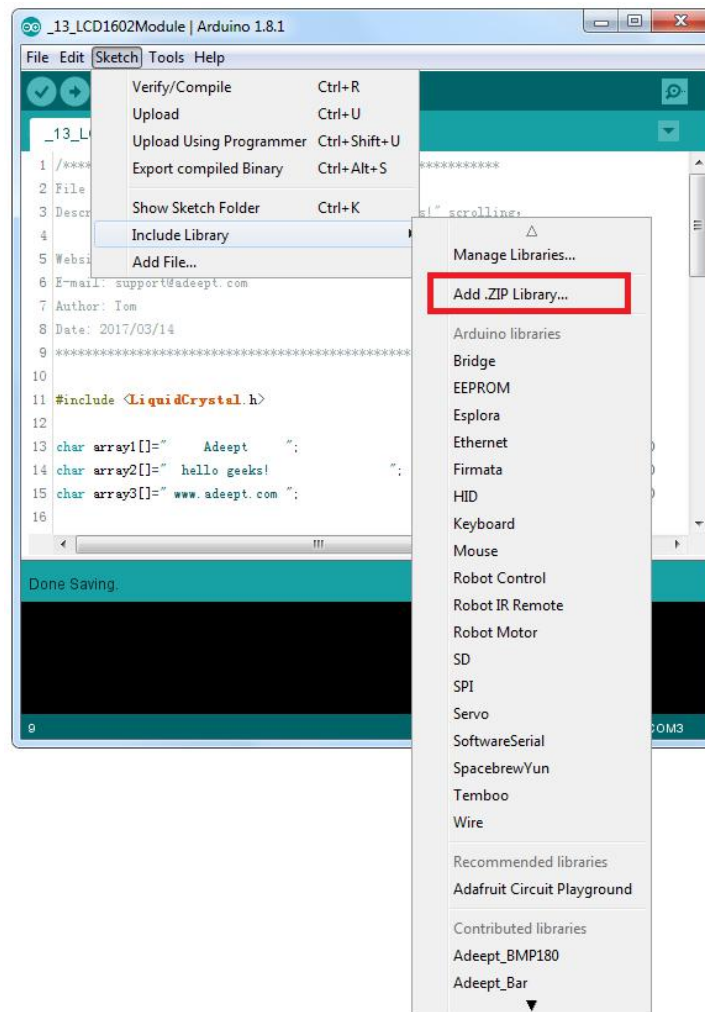 _13_LCD1602Module | Arduino 1.8.1
File Edit Sketch Tools Help
Verify/Compile Ctrl+R
Upload Ctrl+U
Upload Using Programmer Ctrl+Shift+U
Export compiled Binary Ctrl+Alt+S
Show Sketch Folder Ctrl+K
Include Library
Add File...
_13_L
1 /****
2 File
3 Descr s!" scrolling,
4
5 Websi
6 E-mail: support@adeept.com
7 Author: Tom
8 Date: 2017/03/14
9
10
11 #include <LiquidCrystal.h>
12
13 char array1[]=" Adeept ";
14 char array2[]=" hello geeks! ";
15 char array3[]=" www.adeept.com ";
16
Done Saving.
9 COM3
Manage Libraries...
Add .ZIP Library...
Arduino libraries
Bridge
EEPROM
Esplora
Ethernet
Firmata
HID
Keyboard
Mouse
Robot Control
Robot IR Remote
Robot Motor
SD
SPI
Servo
SoftwareSerial
SpacebrewYun
Temboo
Wire
Recommended libraries
Adafruit Circuit Playground
Contributed libraries
Adeept_BMP180
Adeept_Bar